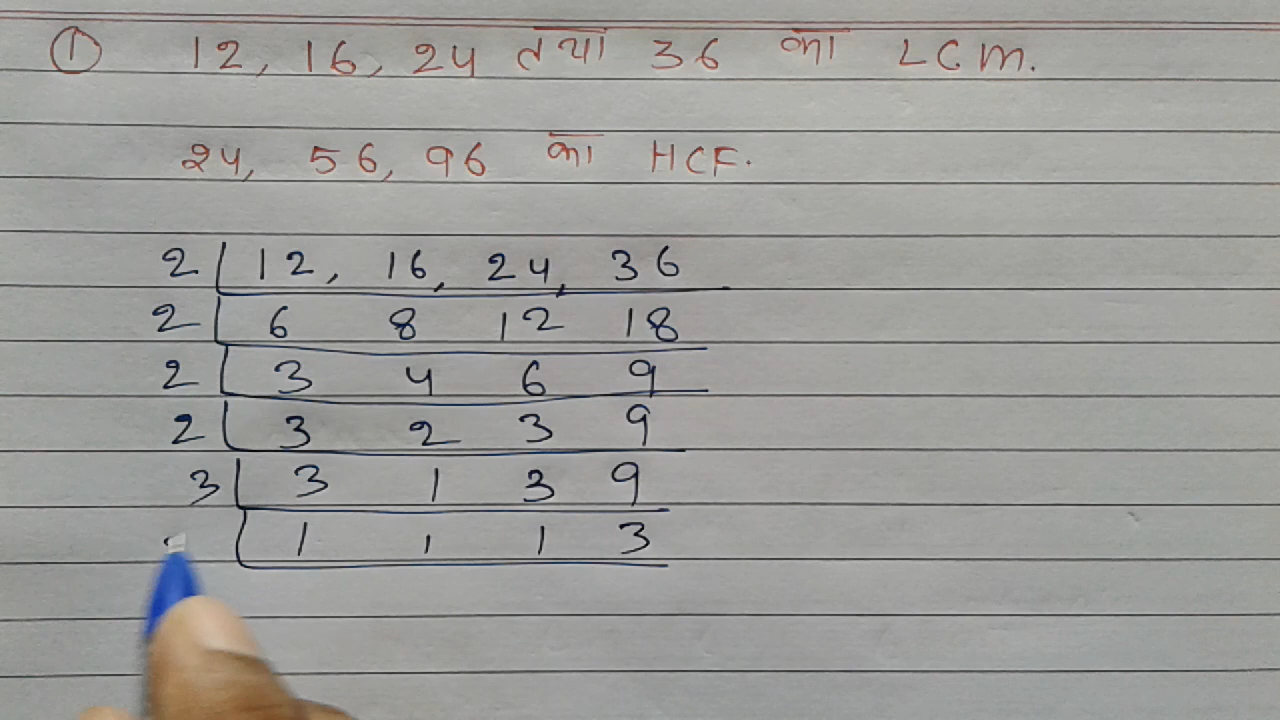 ① 12, 16, 24 तथा 36 का LCM.
24, 56, 96 का HCF.
2 12, 16, 24, 36
2 6 8 12 18
2 3 4 6 9
2 3 2 3 9
3 3 1 3 9
1 1 1 3